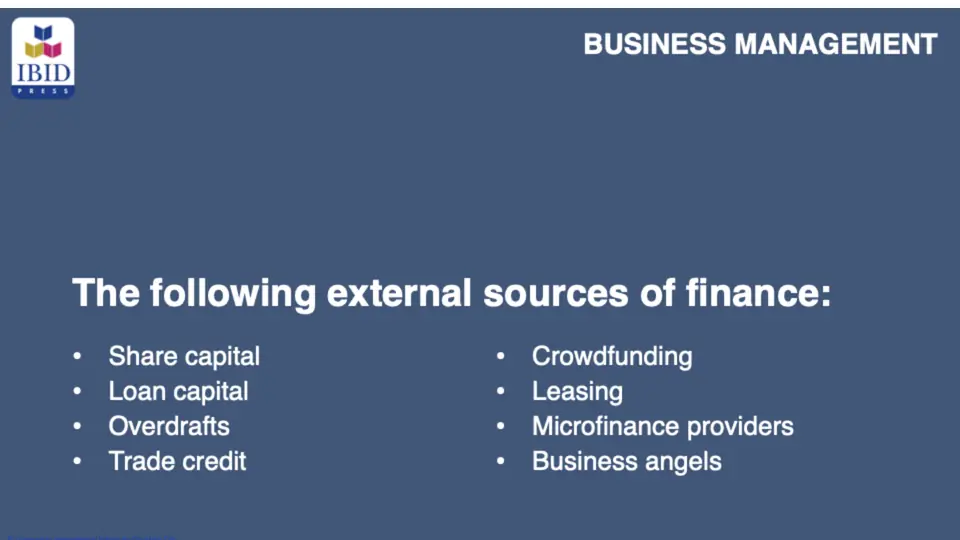 IBID
PRESS
BUSINESS MANAGEMENT
The following external sources of finance:
• Share capital
• Loan capital
• Overdrafts
• Trade credit
• Crowdfunding
• Leasing
• Microfinance providers
• Business angels